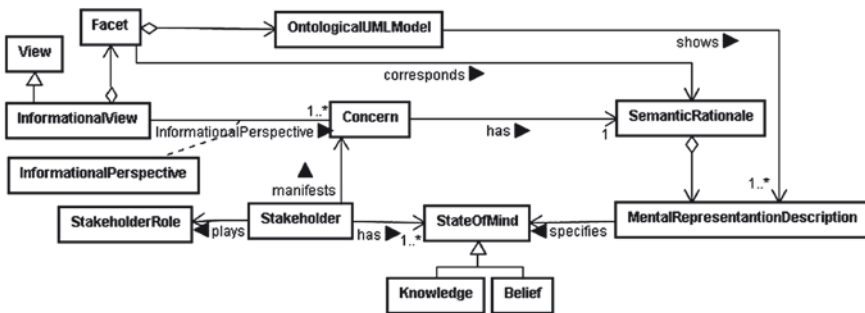 Facet
OntologicalUMLModel
shows
View
corresponds
InformationalView
1..*
Concern
SemanticRationale
InformationalPerspective
has
1
InformationalPerspective
manifests
1..*
StakeholderRole
Stakeholder
StateOfMind
MentalRepresentantionDescription
plays
has
1..*
specifies
Knowledge
Belief